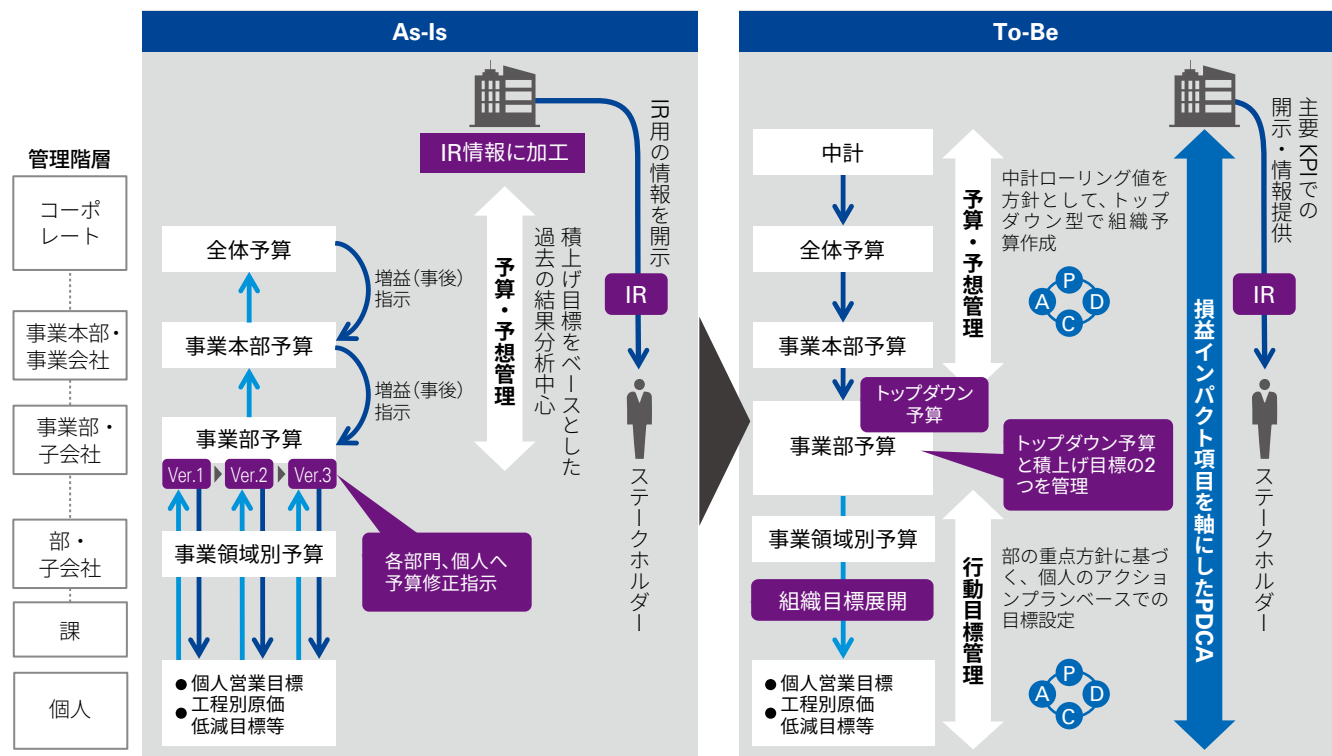 As-Is
To-Be
管理階層
コーポ
レート
事業本部・
事業会社
事業部・
子会社
部・
子会社
課
個人
IR情報に加工
IR用の情報を開示
全体予算
増益(事後)
指示
事業本部予算
増益(事後)
指示
事業部予算
Ver.1
Ver.2
Ver.3
事業領域別予算
各部門、個人へ
予算修正指示
●個人営業目標
●工程別原価
低減目標等
予算・予想管理
積上げ目標をベースとした
過去の結果分析中心
IR
ステークホルダー
中計
全体予算
事業本部予算
トップダウン
予算
事業部予算
トップダウン予算
と積上げ目標の2
つを管理
事業領域別予算
組織目標展開
●個人営業目標
●工程別原価
低減目標等
予算・予想管理
中計ローリング値を
方針として、トップ
ダウン型で組織予
算作成
P
A
D
C
行動目標管理
部の重点方針に基づ
く、個人のアクショ
ンプランベースでの
目標設定
P
A
D
C
損益インパクト項目を軸にしたPDCA
主要KPIでの
開示・情報提供
IR
ステークホルダー